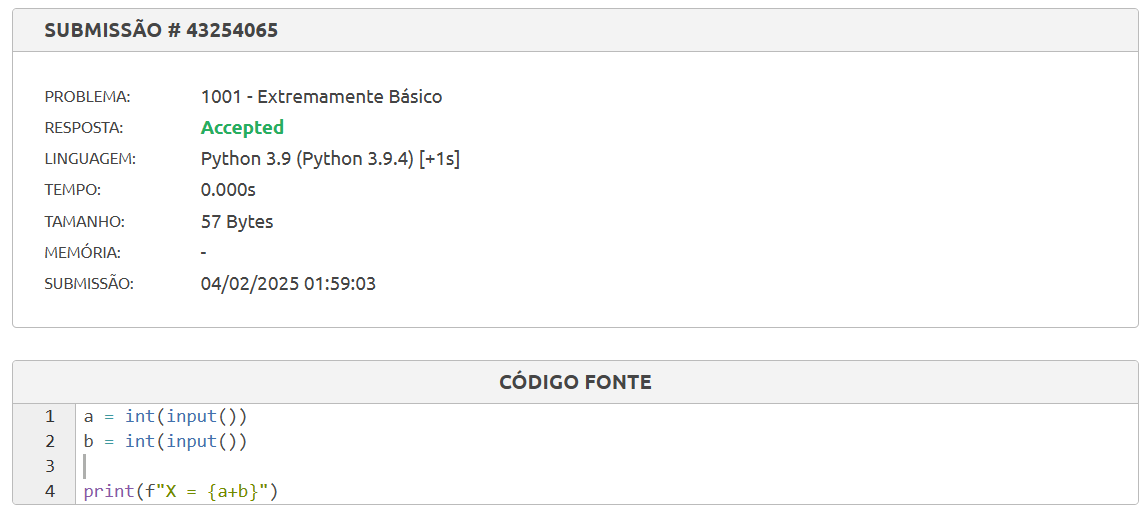 SUBMISSÃO # 43254065
PROBLEMA: 1001 - Extremamente Básico
RESPOSTA: Accepted
LINGUAGEM: Python 3.9 (Python 3.9.4) [+1s]
TEMPO: 0.000s
TAMANHO: 57 Bytes
MEMÓRIA: -
SUBMISSÃO: 04/02/2025 01:59:03
CÓDIGO FONTE
1 a = int(input())
2 b = int(input())
3
4 print(f"X = {a+b}")